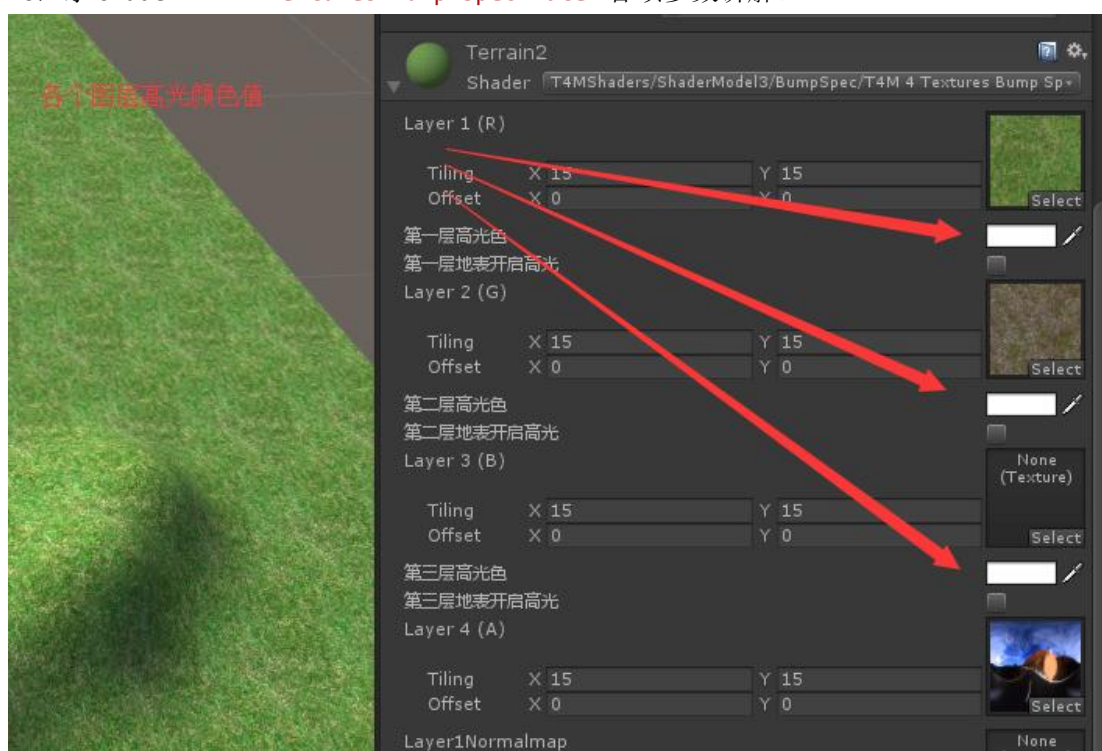 各个图层高光颜色值
Terrain2
Shader T4MShaders/ShaderModel3/BumpSpec/T4M 4 Textures Bump Sp
Layer 1 (R)
Tiling X 15 Y 15
Offset X 0 Y 0
Select
第一层高光色
第一层地表开启高光
Layer 2 (G)
Tiling X 15 Y 15
Offset X 0 Y 0
Select
第二层高光色
第二层地表开启高光
Layer 3 (B)
None
(Texture)
Tiling X 15 Y 15
Offset X 0 Y 0
Select
第三层高光色
第三层地表开启高光
Layer 4 (A)
Tiling X 15 Y 15
Offset X 0 Y 0
Select
Layer1Normalmap
None